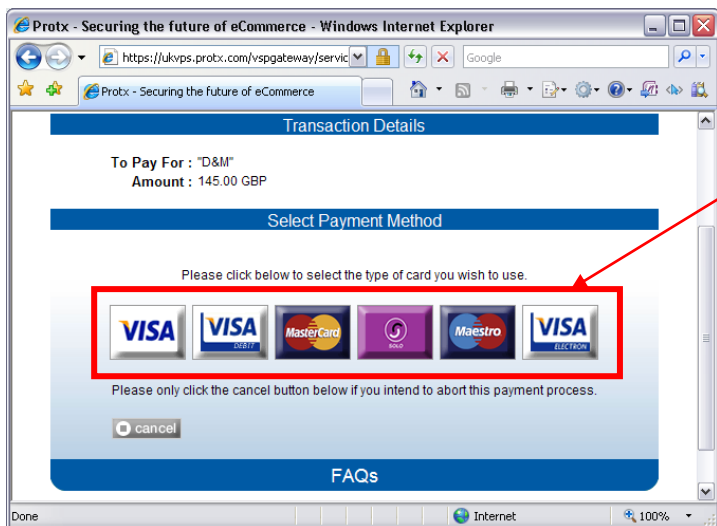 Protx - Securing the future of eCommerce - Windows Internet Explorer
https://ukvps.protx.com/vspgateway/servic
Google
Protx - Securing the future of eCommerce
Transaction Details
To Pay For : "D&M"
Amount : 145.00 GBP
Select Payment Method
Please click below to select the type of card you wish to use.
VISA VISA DEBIT MasterCard SOLO Maestro VISA ELECTRON
Please only click the cancel button below if you intend to abort this payment process.
cancel
FAQs
Done Internet 100%